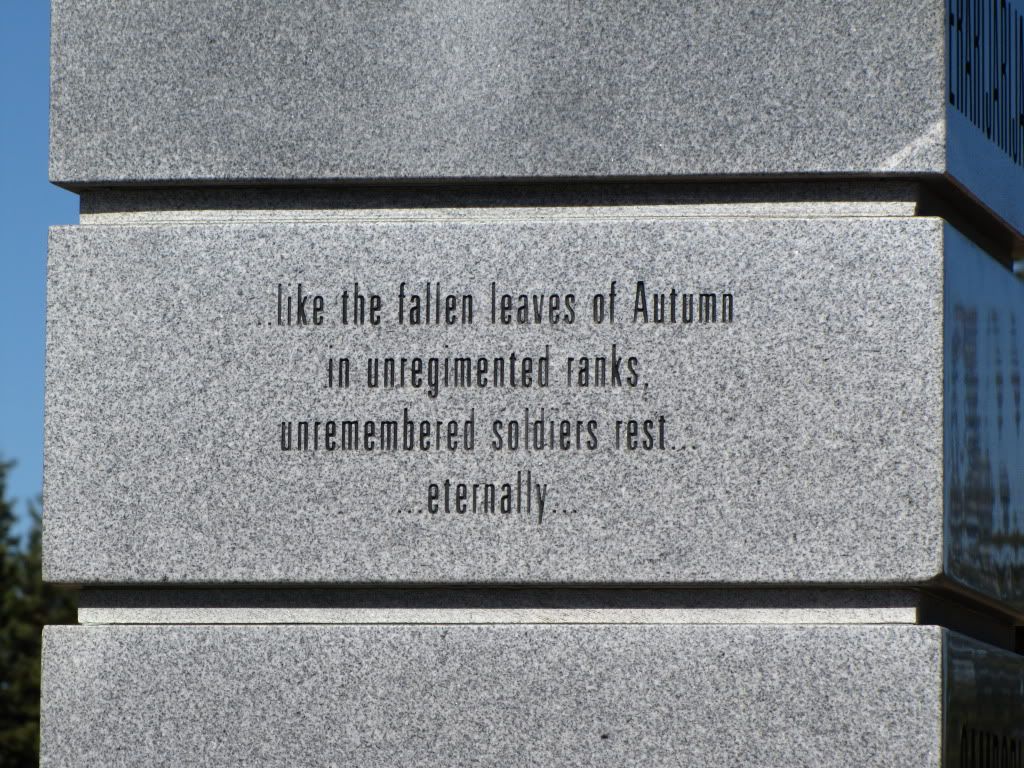 ...like the fallen leaves of Autumn
in unregimented ranks,
unremembered soldiers rest...
...eternally...